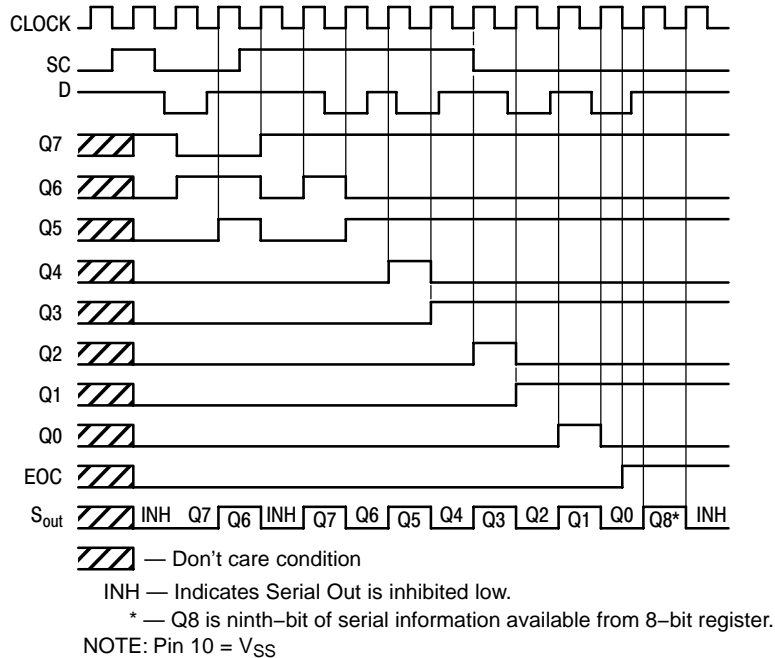 CLOCK
SC
D
Q7
Q6
Q5
Q4
Q3
Q2
Q1
Q0
EOC
Sout INH Q7 Q6 INH Q7 Q6 Q5 Q4 Q3 Q2 Q1 Q0 Q8* INH
— Don't care condition
INH — Indicates Serial Out is inhibited low.
* — Q8 is ninth−bit of serial information available from 8−bit register.
NOTE: Pin 10 = VSS